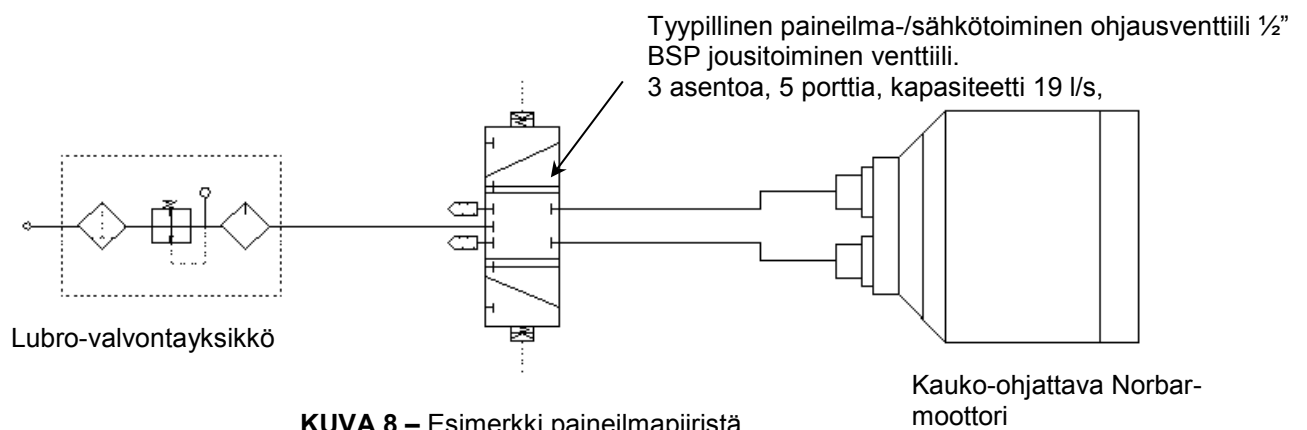 Tyypillinen paineilma-/sähkötoiminen ohjausventtiili ½”
BSP jousitoiminen venttiili.
3 asentoa, 5 porttia, kapasiteetti 19 l/s,
Lubro-valvontayksikkö
Kauko-ohjattava Norbar-
moottori
KUVA 8 – Esimerkki paineilmapiiristä